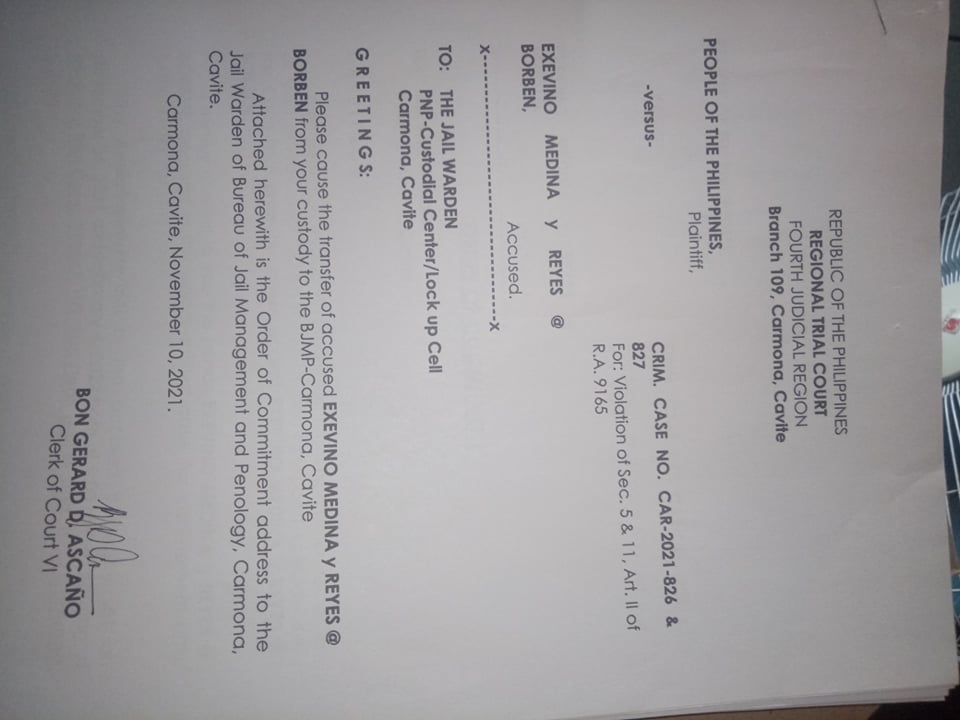 REPUBLIC OF THE PHILIPPINES
REGIONAL TRIAL COURT
FOURTH JUDICIAL REGION
Branch 109, Carmona, Cavite
PEOPLE OF THE PHILIPPINES,
Plaintiff,
-versus-
CRIM. CASE NO. CAR-2021-826 &
827
For: Violation of Sec. 5 & 11, Art. II of
R.A. 9165
EXEVINO MEDINA y REYES @
BORBEN,
Accused.
x-------------------------------------x
TO: THE JAIL WARDEN
PNP-Custodial Center/Lock up Cell
Carmona, Cavite
G R E E T I N G S:
Please cause the transfer of accused EXEVINO MEDINA y REYES @
BORBEN from your custody to the BJMP-Carmona, Cavite
Attached herewith is the Order of Commitment address to the
Jail Warden of Bureau of Jail Management and Penology, Carmona,
Cavite.
Carmona, Cavite, November 10, 2021.
BON GERARD D. ASCAÑO
Clerk of Court VI